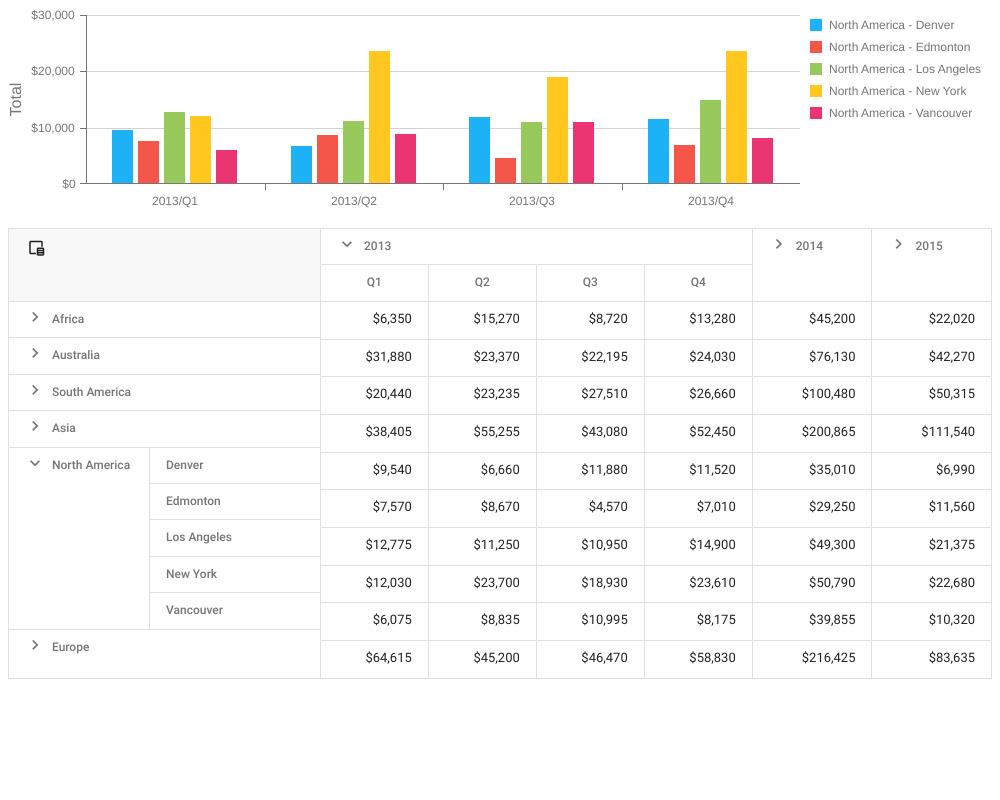 $30,000
$20,000
$10,000
$0
Total
2013/Q1 2013/Q2 2013/Q3 2013/Q4
North America - Denver
North America - Edmonton
North America - Los Angeles
North America - New York
North America - Vancouver
2013 2014 2015
Q1 Q2 Q3 Q4
Africa $6,350 $15,270 $8,720 $13,280 $45,200 $22,020
Australia $31,880 $23,370 $22,195 $24,030 $76,130 $42,270
South America $20,440 $23,235 $27,510 $26,660 $100,480 $50,315
Asia $38,405 $55,255 $43,080 $52,450 $200,865 $111,540
North America Denver $9,540 $6,660 $11,880 $11,520 $35,010 $6,990
Edmonton $7,570 $8,670 $4,570 $7,010 $29,250 $11,560
Los Angeles $12,775 $11,250 $10,950 $14,900 $49,300 $21,375
New York $12,030 $23,700 $18,930 $23,610 $50,790 $22,680
Vancouver $6,075 $8,835 $10,995 $8,175 $39,855 $10,320
Europe $64,615 $45,200 $46,470 $58,830 $216,425 $83,635